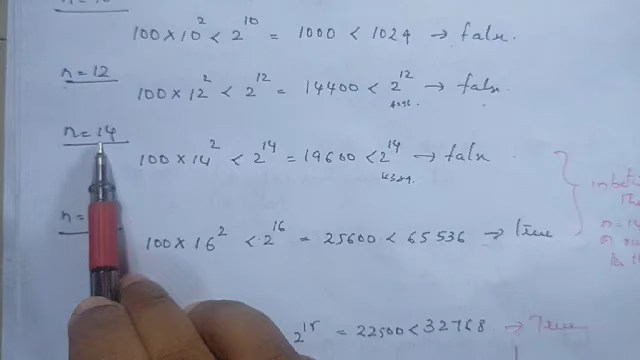 100 × 10² < 2¹⁰ = 1000 < 1024 → false.
n = 12
100 × 12² < 2¹² = 14400 < 2¹² → false.
4096.
n = 14
100 × 14² < 2¹⁴ = 19600 < 2¹⁴ → false
n =
100 × 16² < 2¹⁶ = 25600 < 65536 → True
2¹⁵ = 22500 < 32768 → True